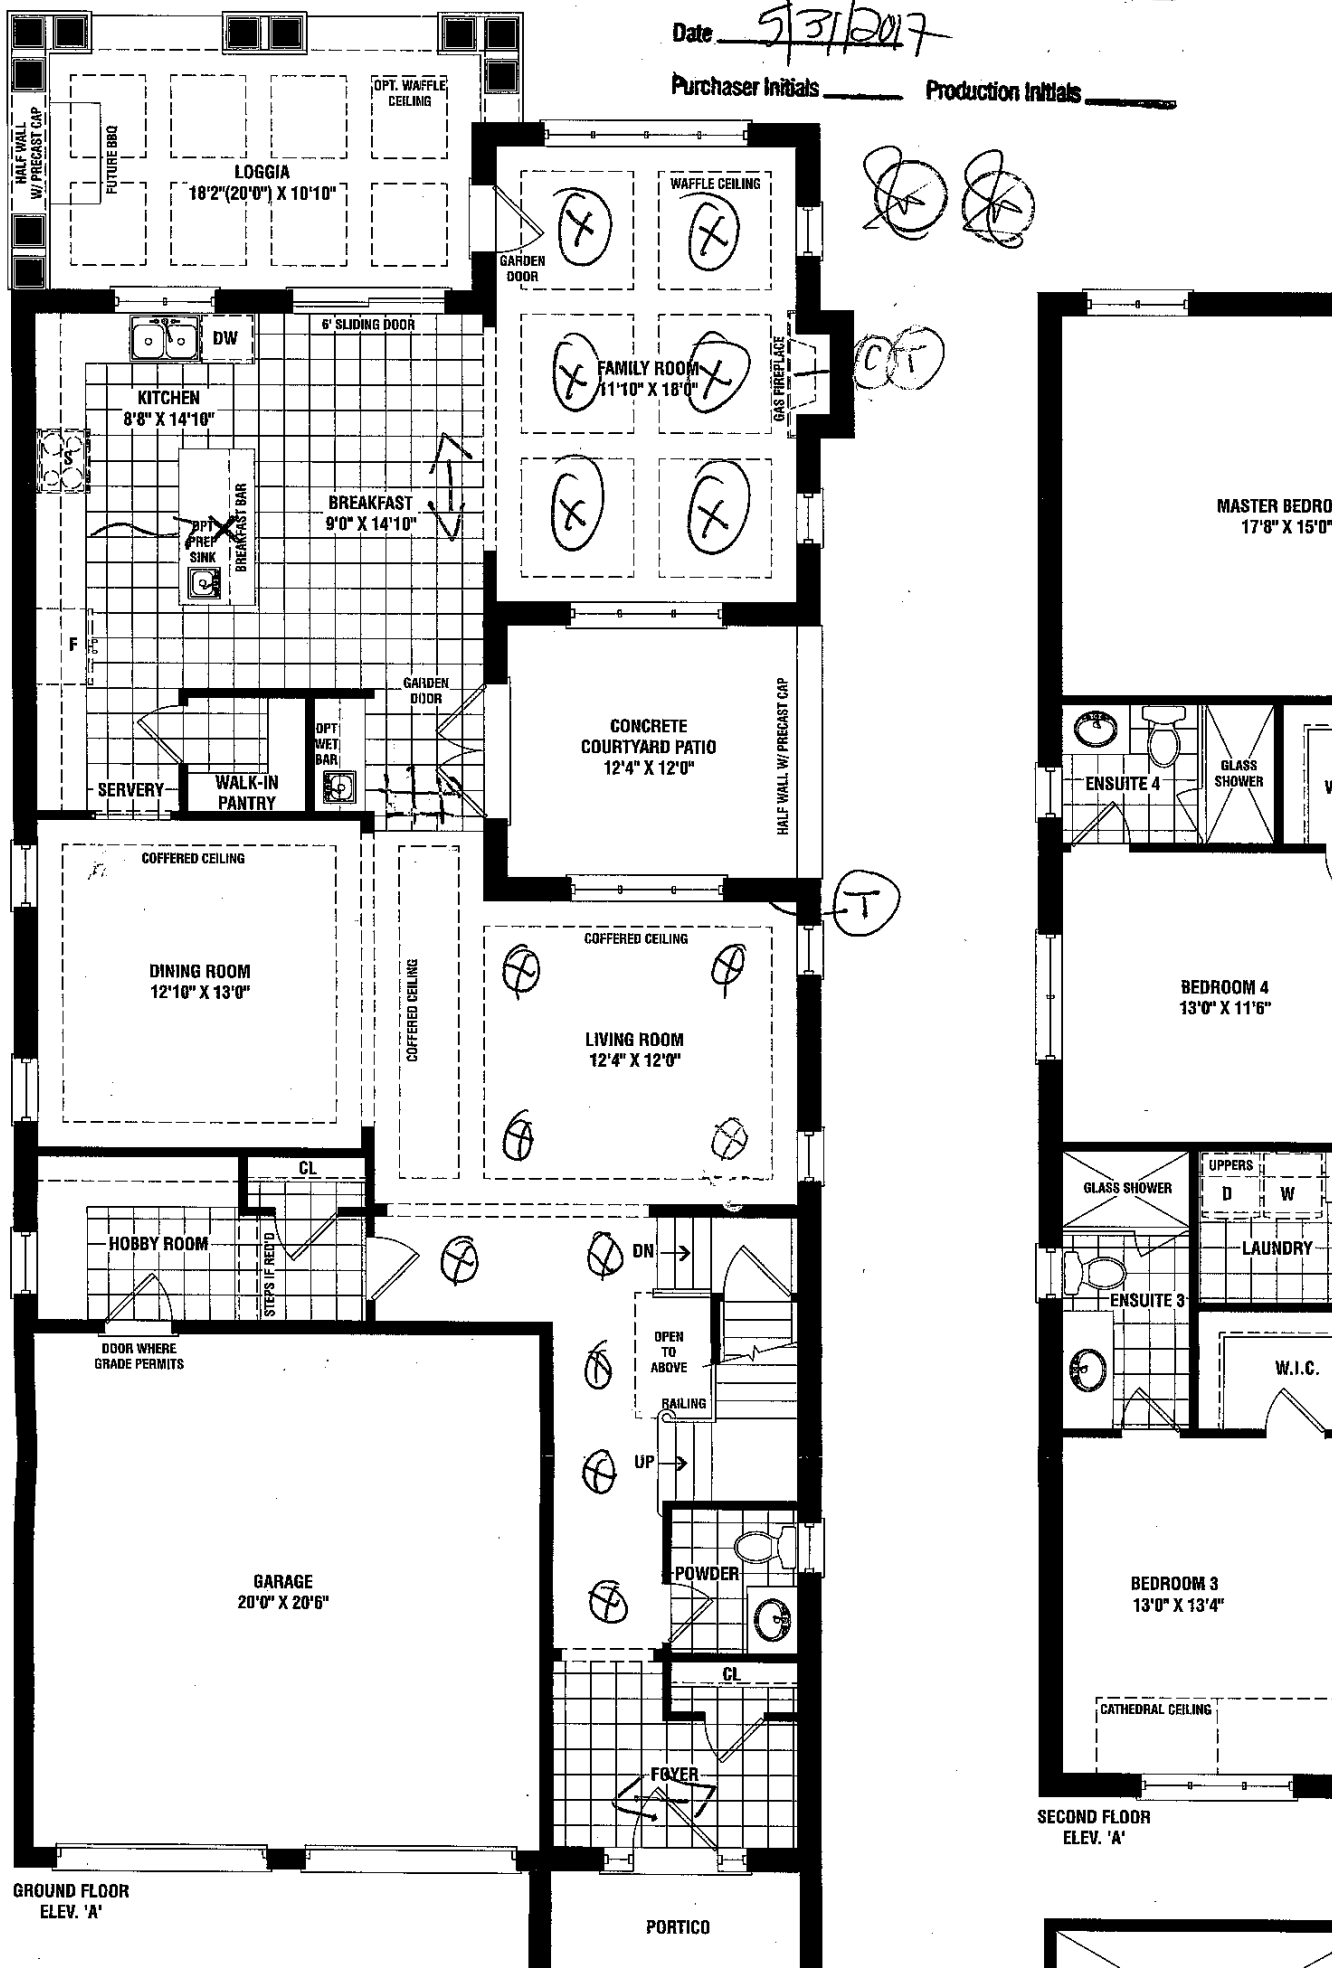 Date 5/31/2017
Purchaser Initials
Production Initials
HALF WALL
W/ PRECAST CAP
FUTURE BBQ
OPT. WAFFLE
CEILING
LOGGIA
18'2"(20'0") X 10'10"
GARDEN
DOOR
WAFFLE CEILING
FAMILY ROOM
11'10" X 18'0"
GAS FIREPLACE
C T
6' SLIDING DOOR
DW
KITCHEN
8'8" X 14'10"
BREAKFAST
9'0" X 14'10"
OPT
PREP
SINK
BREAKFAST BAR
F
GARDEN
DOOR
OPT
WET
BAR
SERVERY
WALK-IN
PANTRY
CONCRETE
COURTYARD PATIO
12'4" X 12'0"
HALF WALL W/ PRECAST CAP
T
COFFERED CEILING
DINING ROOM
12'10" X 13'0"
COFFERED CEILING
COFFERED CEILING
LIVING ROOM
12'4" X 12'0"
CL
HOBBY ROOM
STEPS IF REQ'D
DOOR WHERE
GRADE PERMITS
DN
OPEN
TO
ABOVE
RAILING
UP
GARAGE
20'0" X 20'6"
POWDER
CL
FOYER
PORTICO
GROUND FLOOR
ELEV. 'A'
MASTER BEDRO
17'8" X 15'0"
ENSUITE 4
GLASS
SHOWER
BEDROOM 4
13'0" X 11'6"
GLASS SHOWER
UPPERS
D W
LAUNDRY
ENSUITE 3
W.I.C.
BEDROOM 3
13'0" X 13'4"
CATHEDRAL CEILING
SECOND FLOOR
ELEV. 'A'